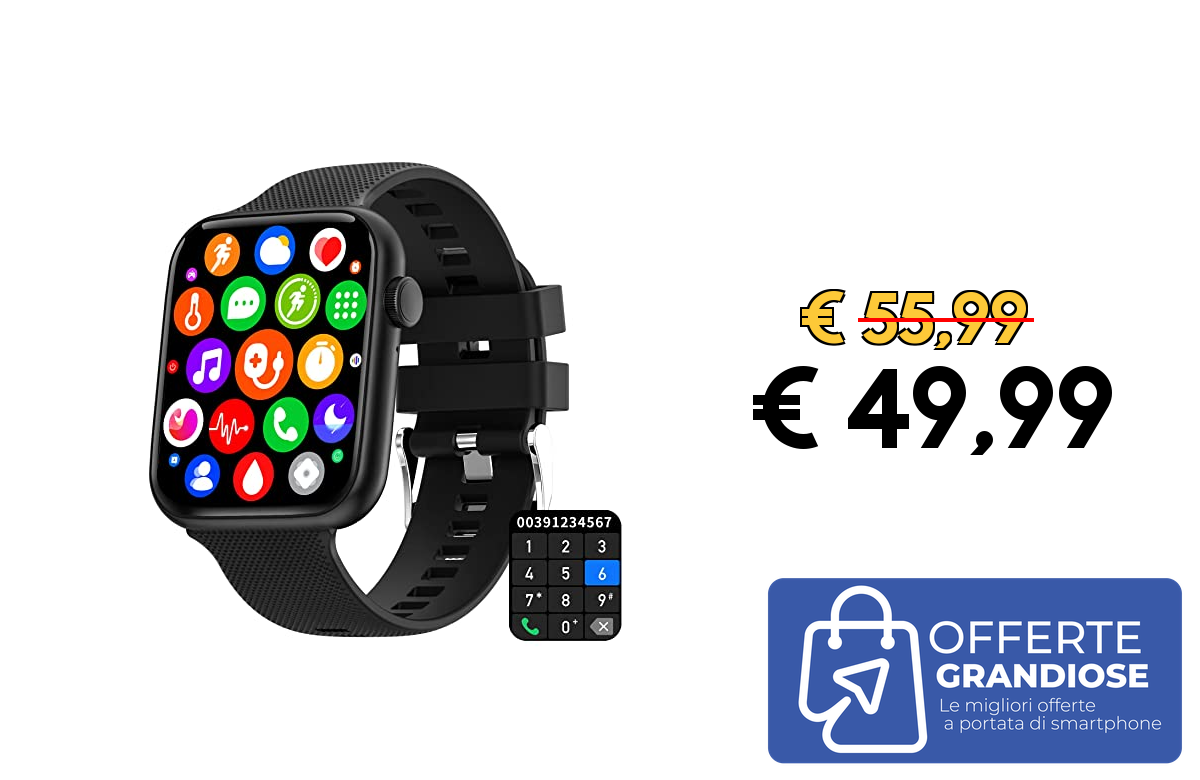 € 55,99
€ 49,99
00391234567
1 2 3
4 5 6
7* 8 9#
0+
OFFERTE
GRANDIOSE
Le migliori offerte
a portata di smartphone